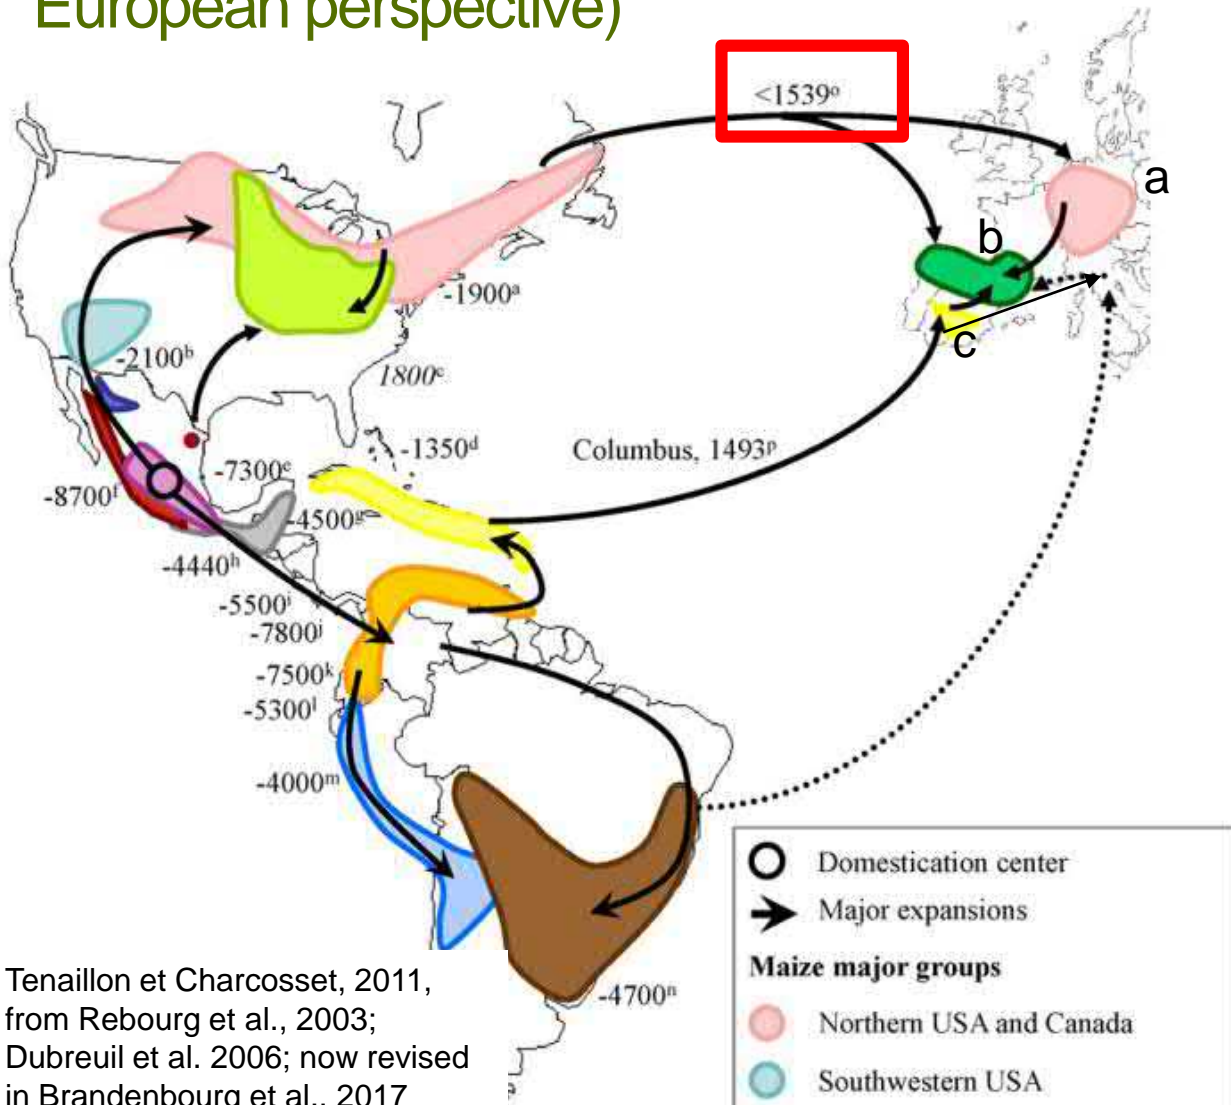 European perspective)
<1539ᵒ
a
b
-1900ᵃ
c
-2100ᵇ
1800ᶜ
-1350ᵈ
Columbus, 1493ᵖ
-7300ᵉ
-8700ᶠ
-4500ᵍ
-4440ʰ
-5500ⁱ
-7800ʲ
-7500ᵏ
-5300ˡ
-4000ᵐ
-4700ⁿ
Domestication center
Major expansions
Maize major groups
Northern USA and Canada
Southwestern USA
Tenaillon et Charcosset, 2011,
from Rebourg et al., 2003;
Dubreuil et al. 2006; now revised
in Brandenbourg et al., 2017